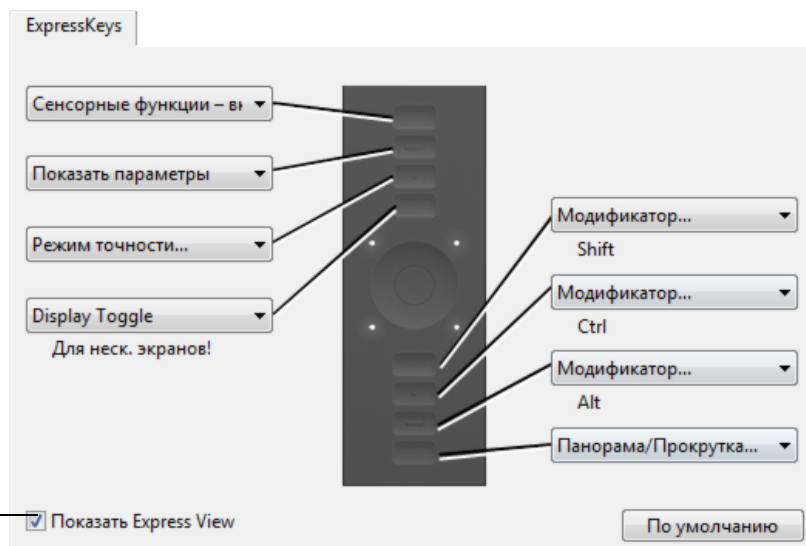 ExpressKeys
Сенсорные функции – вн
Показать параметры
Режим точности...
Display Toggle
Для неск. экранов!
Модификатор...
Shift
Модификатор...
Ctrl
Модификатор...
Alt
Панорама/Прокрутка...
Показать Express View
По умолчанию